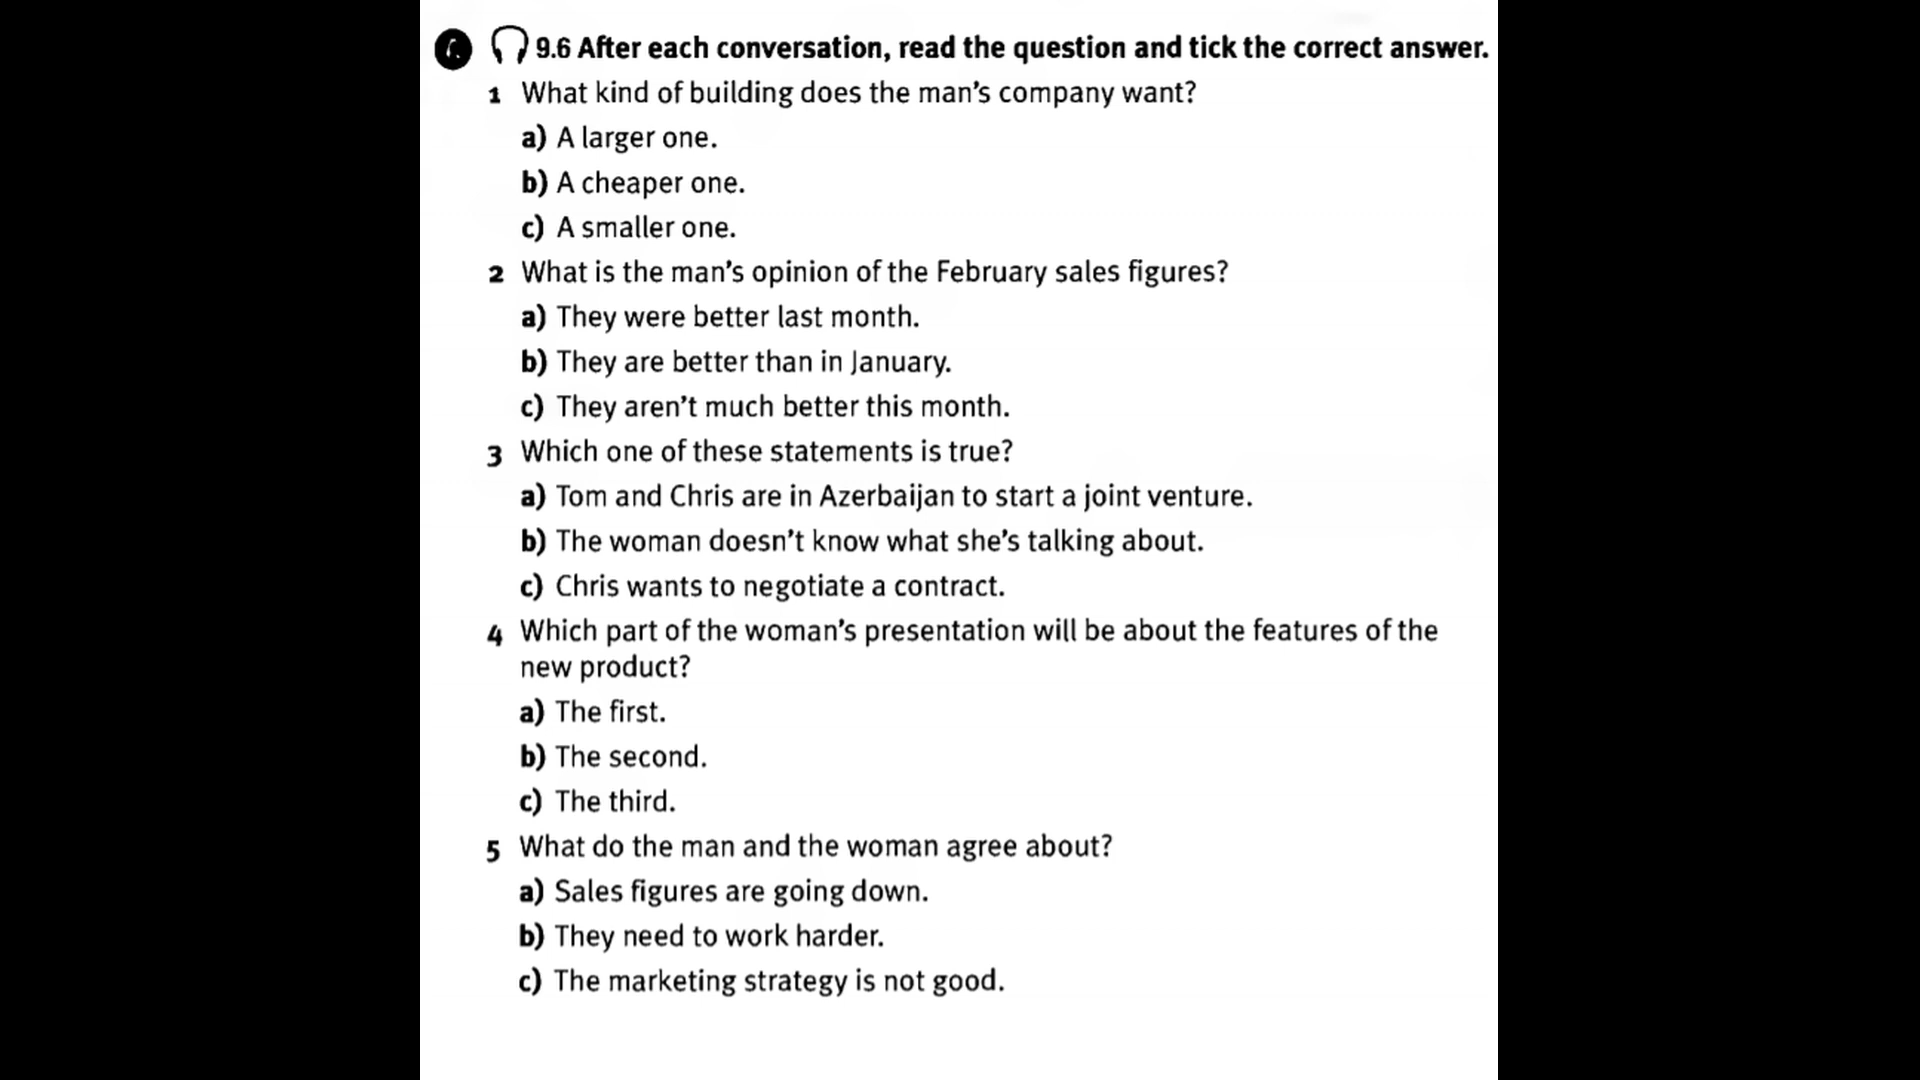 9.6 After each conversation, read the question and tick the correct answer.
1 What kind of building does the man's company want?
a) A larger one.
b) A cheaper one.
c) A smaller one.
2 What is the man's opinion of the February sales figures?
a) They were better last month.
b) They are better than in January.
c) They aren't much better this month.
3 Which one of these statements is true?
a) Tom and Chris are in Azerbaijan to start a joint venture.
b) The woman doesn't know what she's talking about.
c) Chris wants to negotiate a contract.
4 Which part of the woman's presentation will be about the features of the
new product?
a) The first.
b) The second.
c) The third.
5 What do the man and the woman agree about?
a) Sales figures are going down.
b) They need to work harder.
c) The marketing strategy is not good.